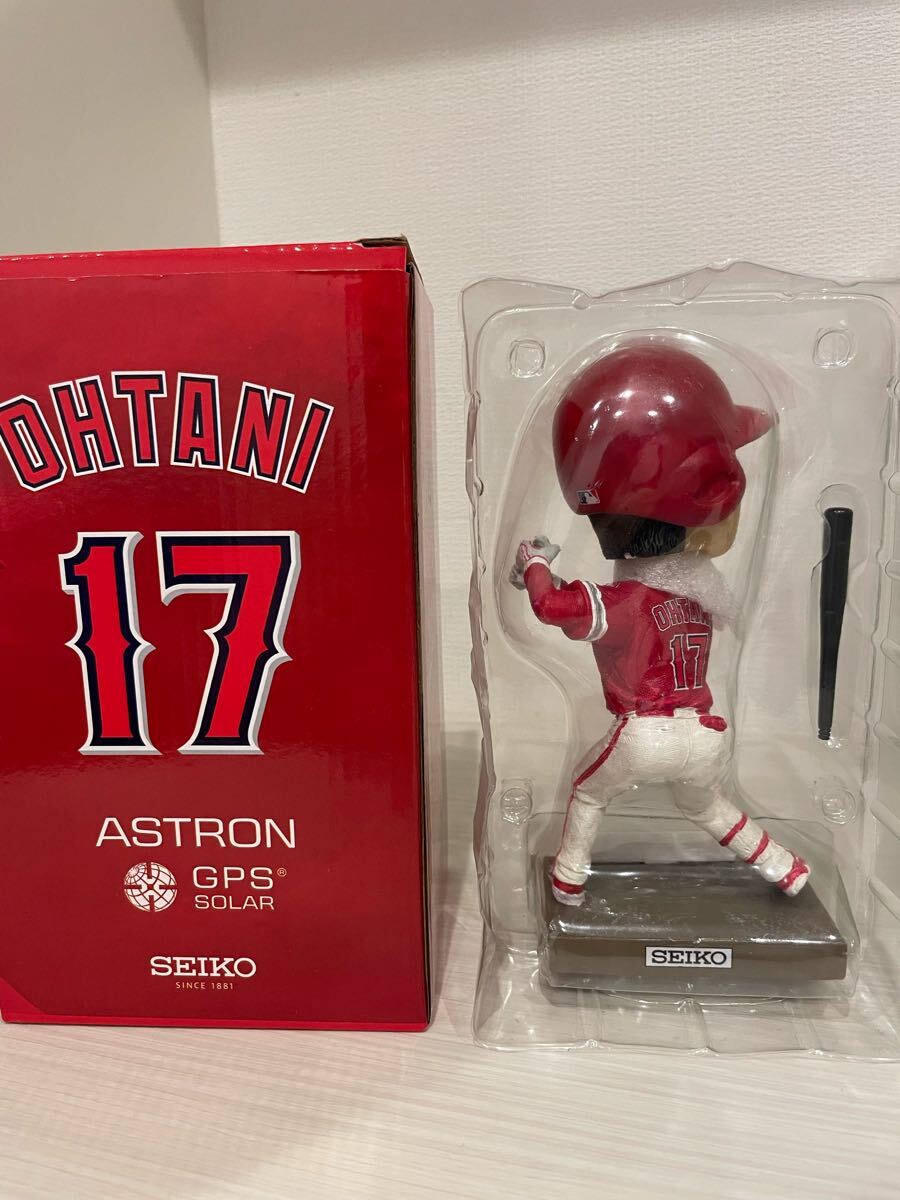 OHTANI
17
ASTRON
GPS®
SOLAR
SEIKO
SINCE 1881
OHTANI
17
SEIKO